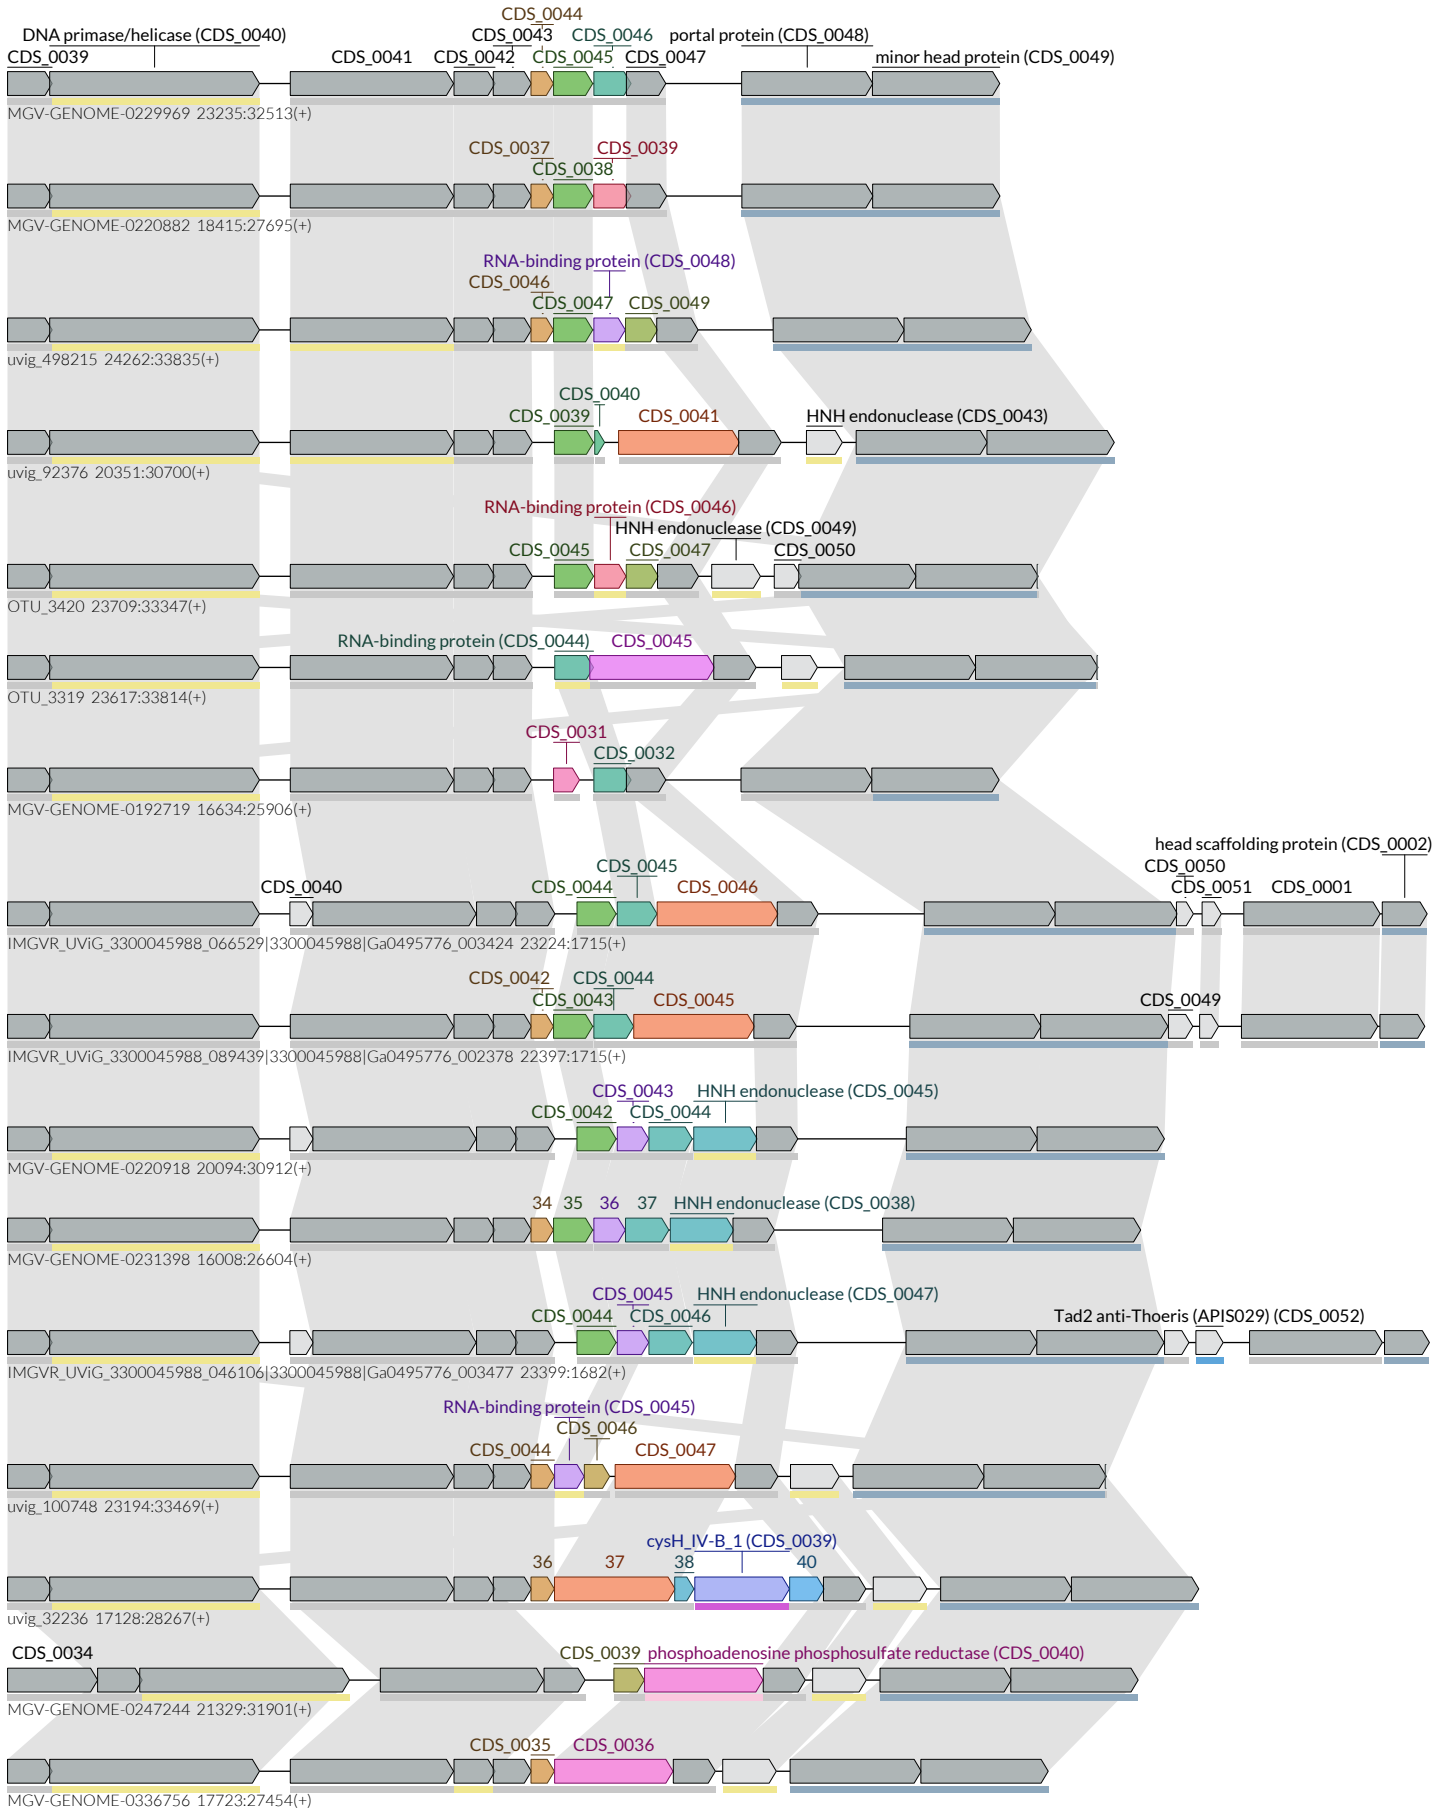 CDS_0044
DNA primase/helicase (CDS_0040) CDS_0043 CDS_0046 portal protein (CDS_0048)
CDS_0039 CDS_0041 CDS_0042 CDS_0045 CDS_0047 minor head protein (CDS_0049)
MGV-GENOME-0229969 23235:32513(+)
CDS_0037 CDS_0039
CDS_0038
MGV-GENOME-0220882 18415:27695(+)
RNA-binding protein (CDS_0048)
CDS_0046
CDS_0047 CDS_0049
uvig_498215 24262:33835(+)
CDS_0040
CDS_0039 CDS_0041 HNH endonuclease (CDS_0043)
uvig_92376 20351:30700(+)
RNA-binding protein (CDS_0046)
HNH endonuclease (CDS_0049)
CDS_0045 CDS_0047 CDS_0050
OTU_3420 23709:33347(+)
RNA-binding protein (CDS_0044) CDS_0045
OTU_3319 23617:33814(+)
CDS_0031
CDS_0032
MGV-GENOME-0192719 16634:25906(+)
head scaffolding protein (CDS_0002)
CDS_0045 CDS_0050
CDS_0040 CDS_0044 CDS_0046 CDS_0051 CDS_0001
IMGVR_UViG_3300045988_066529|3300045988|Ga0495776_003424 23224:1715(+)
CDS_0042 CDS_0044
CDS_0043 CDS_0045 CDS_0049
IMGVR_UViG_3300045988_089439|3300045988|Ga0495776_002378 22397:1715(+)
CDS_0043 HNH endonuclease (CDS_0045)
CDS_0042 CDS_0044
MGV-GENOME-0220918 20094:30912(+)
34 35 36 37 HNH endonuclease (CDS_0038)
MGV-GENOME-0231398 16008:26604(+)
CDS_0045 HNH endonuclease (CDS_0047)
CDS_0044 CDS_0046 Tad2 anti-Thoeris (APIS029) (CDS_0052)
IMGVR_UViG_3300045988_046106|3300045988|Ga0495776_003477 23399:1682(+)
RNA-binding protein (CDS_0045)
CDS_0046
CDS_0044 CDS_0047
uvig_100748 23194:33469(+)
cysH_IV-B_1 (CDS_0039)
36 37 38 40
uvig_32236 17128:28267(+)
CDS_0034 CDS_0039 phosphoadenosine phosphosulfate reductase (CDS_0040)
MGV-GENOME-0247244 21329:31901(+)
CDS_0035 CDS_0036
MGV-GENOME-0336756 17723:27454(+)